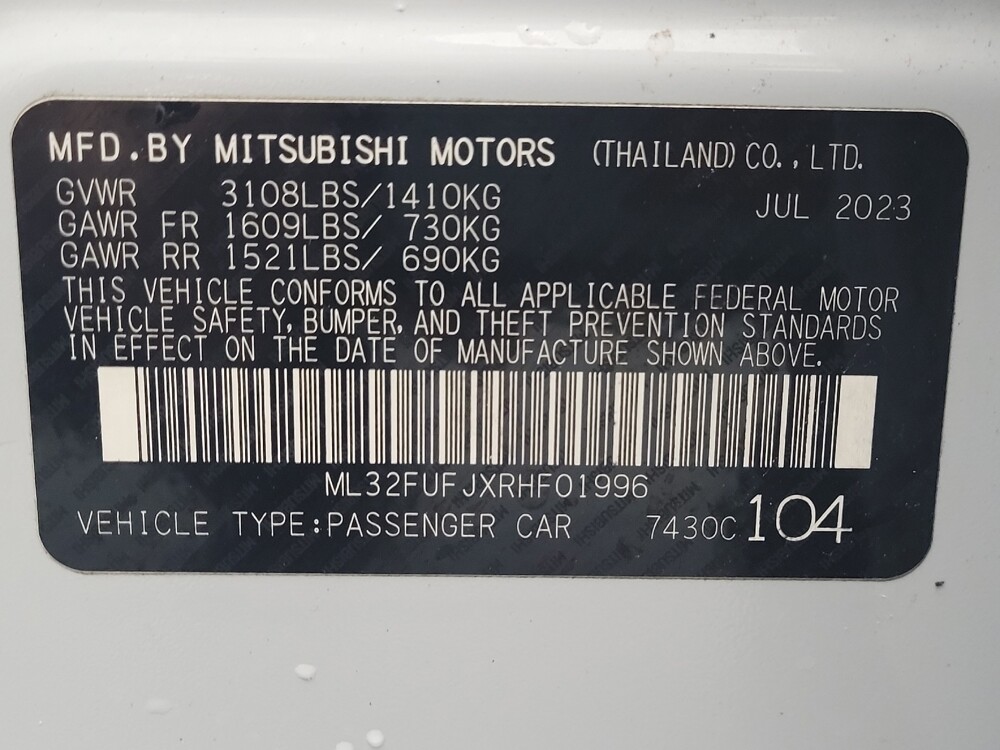 MFD.BY MITSUBISHI MOTORS (THAILAND) CO., LTD.
GVWR 3108LBS/1410KG JUL 2023
GAWR FR 1609LBS/ 730KG
GAWR RR 1521LBS/ 690KG
THIS VEHICLE CONFORMS TO ALL APPLICABLE FEDERAL MOTOR
VEHICLE SAFETY, BUMPER, AND THEFT PREVENTION STANDARDS
IN EFFECT ON THE DATE OF MANUFACTURE SHOWN ABOVE.
ML32FUFJXRHF01996
VEHICLE TYPE:PASSENGER CAR 7430C 104